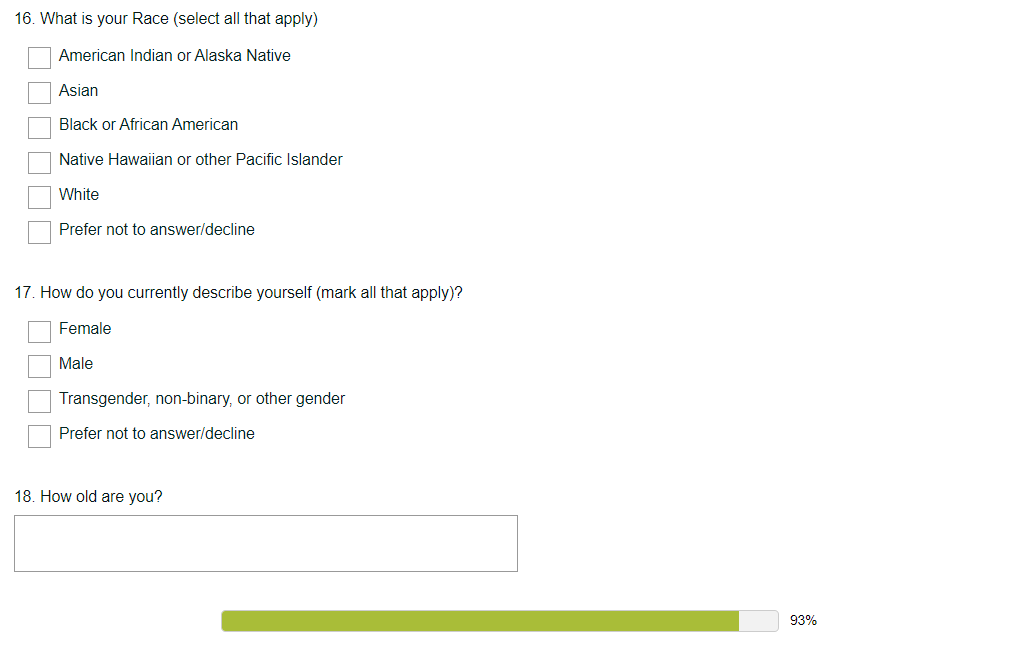 16. What is your Race (select all that apply)
American Indian or Alaska Native
Asian
Black or African American
Native Hawaiian or other Pacific Islander
White
Prefer not to answer/decline
17. How do you currently describe yourself (mark all that apply)?
Female
Male
Transgender, non-binary, or other gender
Prefer not to answer/decline
18. How old are you?
93%